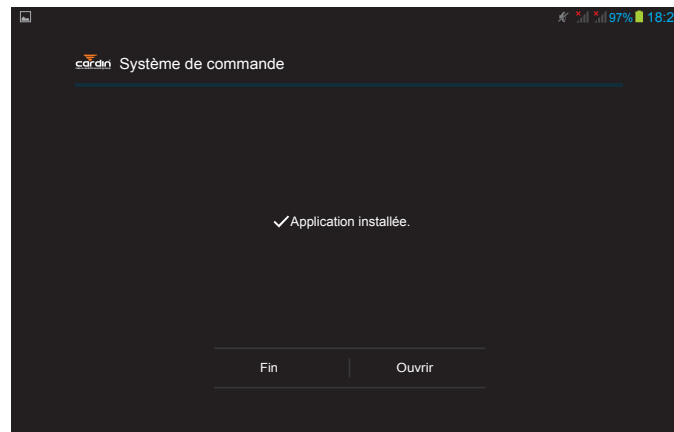 97% 18:2
cardin Système de commande
Application installée.
Fin Ouvrir